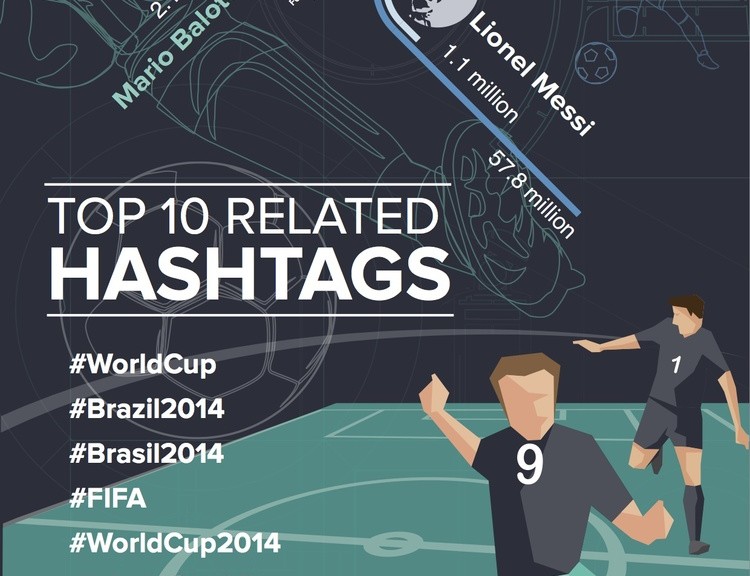 Mario Balot
Lionel Messi
1.1 million
57.8 million
TOP 10 RELATED
HASHTAGS
#WorldCup
#Brazil2014
#Brasil2014
#FIFA
#WorldCup2014
9
1